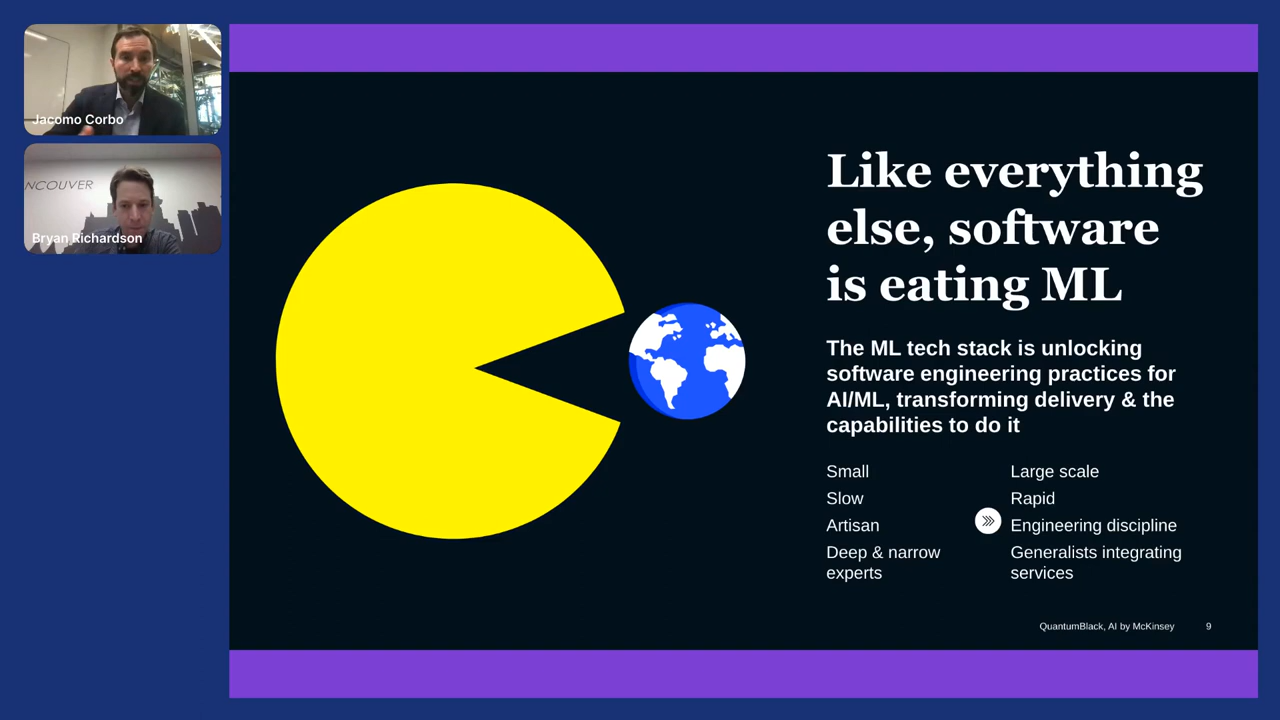 Jacomo Corbo
NCOUVER
Bryan Richardson
Like everything
else, software
is eating ML
The ML tech stack is unlocking
software engineering practices for
AI/ML, transforming delivery & the
capabilities to do it
Small
Slow
Artisan
Deep & narrow
experts
Large scale
Rapid
Engineering discipline
Generalists integrating
services
QuantumBlack, AI by McKinsey
9